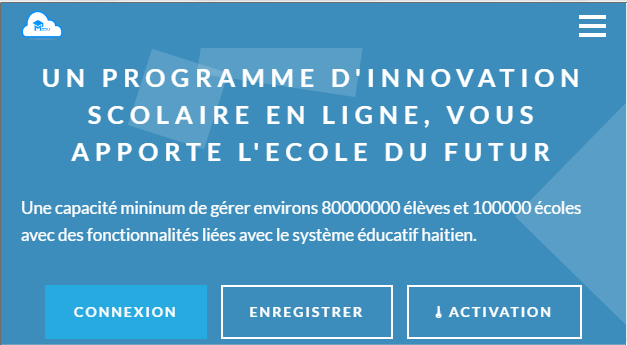 UN PROGRAMME D'INNOVATION
SCOLAIRE EN LIGNE, VOUS
APPORTE L'ECOLE DU FUTUR
Une capacité mininum de gérer environs 80000000 élèves et 100000 écoles
avec des fonctionnalités liées avec le système éducatif haitien.
CONNEXION ENREGISTRER ACTIVATION